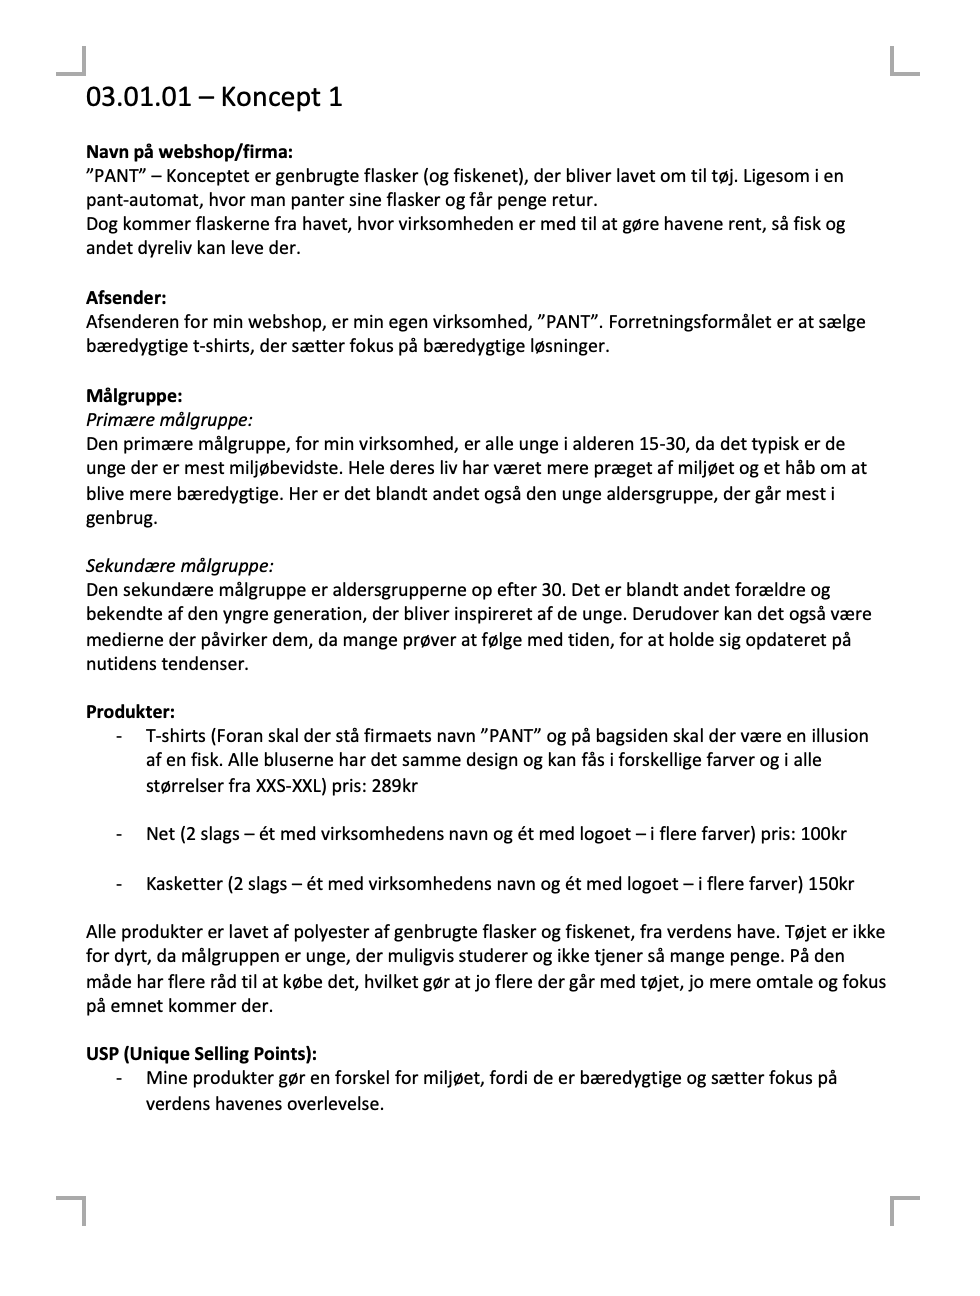 03.01.01 – Koncept 1
Navn på webshop/firma:
”PANT” – Konceptet er genbrugte flasker (og fiskenet), der bliver lavet om til tøj. Ligesom i en
pant-automat, hvor man panter sine flasker og får penge retur.
Dog kommer flaskerne fra havet, hvor virksomheden er med til at gøre havene rent, så fisk og
andet dyreliv kan leve der.
Afsender:
Afsenderen for min webshop, er min egen virksomhed, ”PANT”. Forretningsformålet er at sælge
bæredygtige t-shirts, der sætter fokus på bæredygtige løsninger.
Målgruppe:
Primære målgruppe:
Den primære målgruppe, for min virksomhed, er alle unge i alderen 15-30, da det typisk er de
unge der er mest miljøbevidste. Hele deres liv har været mere præget af miljøet og et håb om at
blive mere bæredygtige. Her er det blandt andet også den unge aldersgruppe, der går mest i
genbrug.
Sekundære målgruppe:
Den sekundære målgruppe er aldersgrupperne op efter 30. Det er blandt andet forældre og
bekendte af den yngre generation, der bliver inspireret af de unge. Derudover kan det også være
medierne der påvirker dem, da mange prøver at følge med tiden, for at holde sig opdateret på
nutidens tendenser.
Produkter:
- T-shirts (Foran skal der stå firmaets navn ”PANT” og på bagsiden skal der være en illusion
af en fisk. Alle bluserne har det samme design og kan fås i forskellige farver og i alle
størrelser fra XXS-XXL) pris: 289kr
- Net (2 slags – ét med virksomhedens navn og ét med logoet – i flere farver) pris: 100kr
- Kasketter (2 slags – ét med virksomhedens navn og ét med logoet – i flere farver) 150kr
Alle produkter er lavet af polyester af genbrugte flasker og fiskenet, fra verdens have. Tøjet er ikke
for dyrt, da målgruppen er unge, der muligvis studerer og ikke tjener så mange penge. På den
måde har flere råd til at købe det, hvilket gør at jo flere der går med tøjet, jo mere omtale og fokus
på emnet kommer der.
USP (Unique Selling Points):
- Mine produkter gør en forskel for miljøet, fordi de er bæredygtige og sætter fokus på
verdens havenes overlevelse.